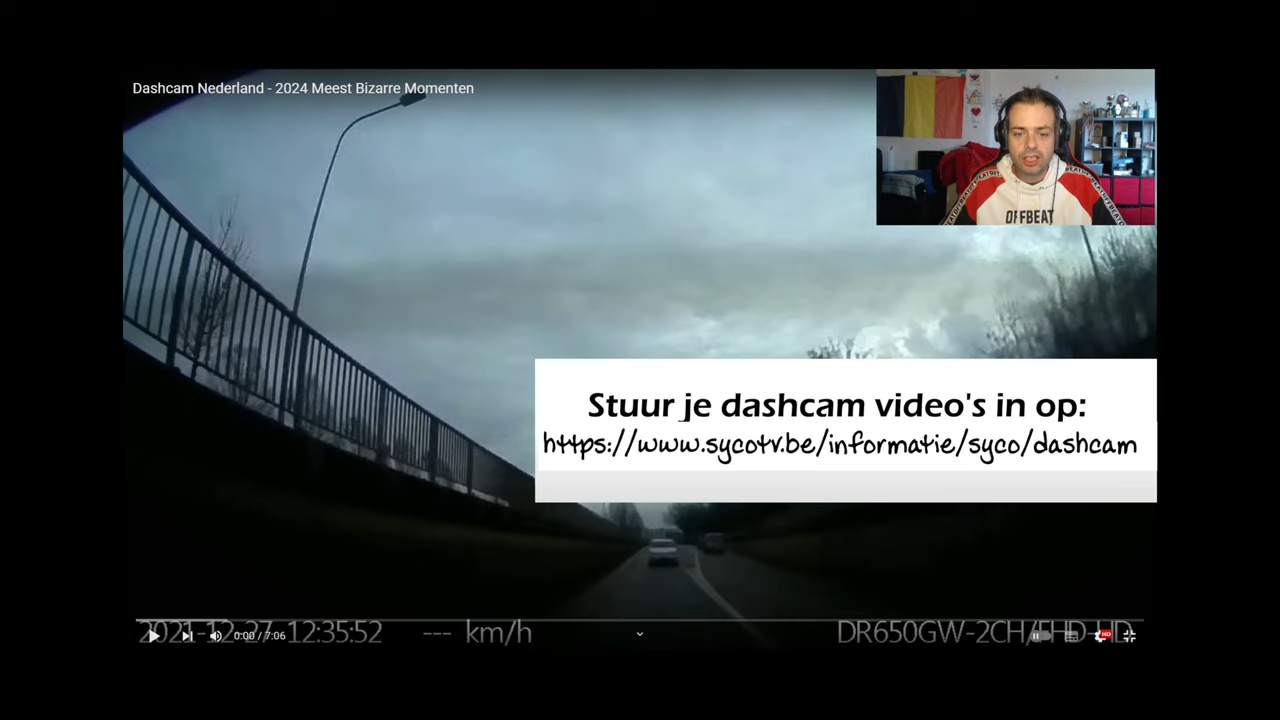 Dashcam Nederland - 2024 Meest Bizarre Momenten
OFFBEAT
Stuur je dashcam video's in op:
https://www.sycotv.be/informatie/syco/dashcam
2021-12-27 12:35:52 --- km/h DR650GW-2CH/FHD-HD
0:00 / 7:06
HD